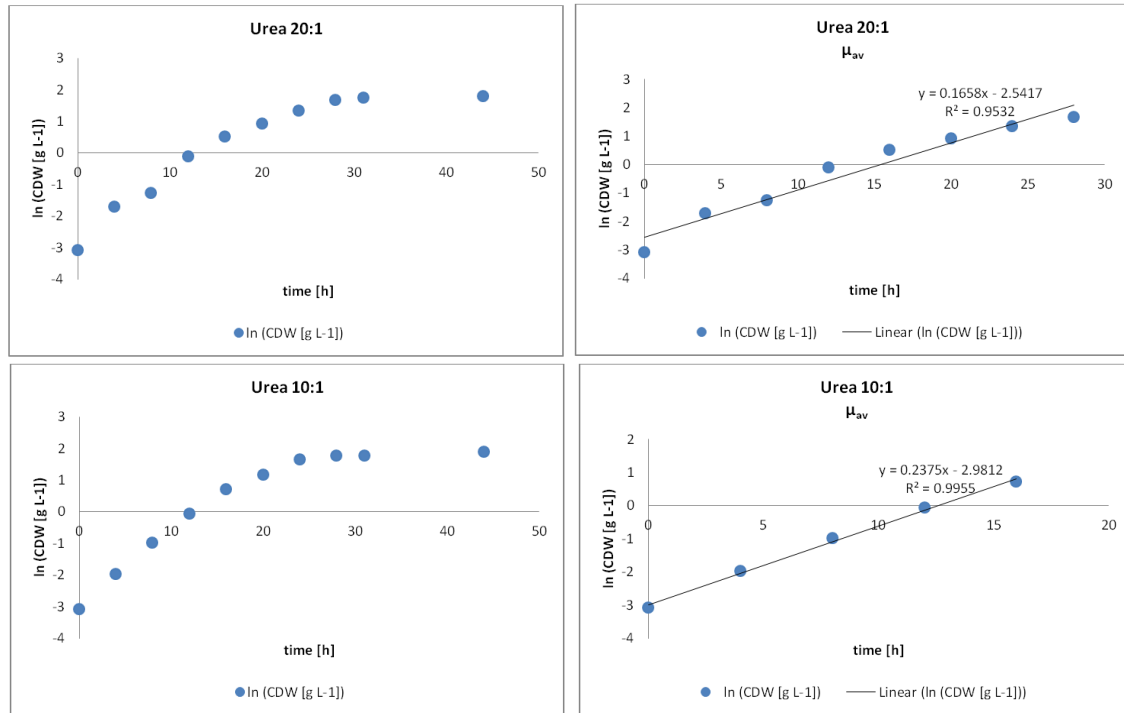 Urea 20:1
3
2
1
0
-1
-2
-3
-4
0
10
20
30
40
50
ln (CDW [g L-1])
time [h]
ln (CDW [g L-1])
Urea 20:1
μav
3
2
1
0
-1
-2
-3
-4
0
5
10
15
20
25
30
y = 0.1658x - 2.5417
R² = 0.9532
ln (CDW [g L-1])
time [h]
ln (CDW [g L-1])
Linear (ln (CDW [g L-1]))
Urea 10:1
3
2
1
0
-1
-2
-3
-4
0
10
20
30
40
50
ln (CDW [g L-1])
time [h]
ln (CDW [g L-1])
Urea 10:1
μav
2
1
0
-1
-2
-3
-4
0
5
10
15
20
y = 0.2375x - 2.9812
R² = 0.9955
ln (CDW [g L-1])
time [h]
ln (CDW [g L-1])
Linear (ln (CDW [g L-1]))